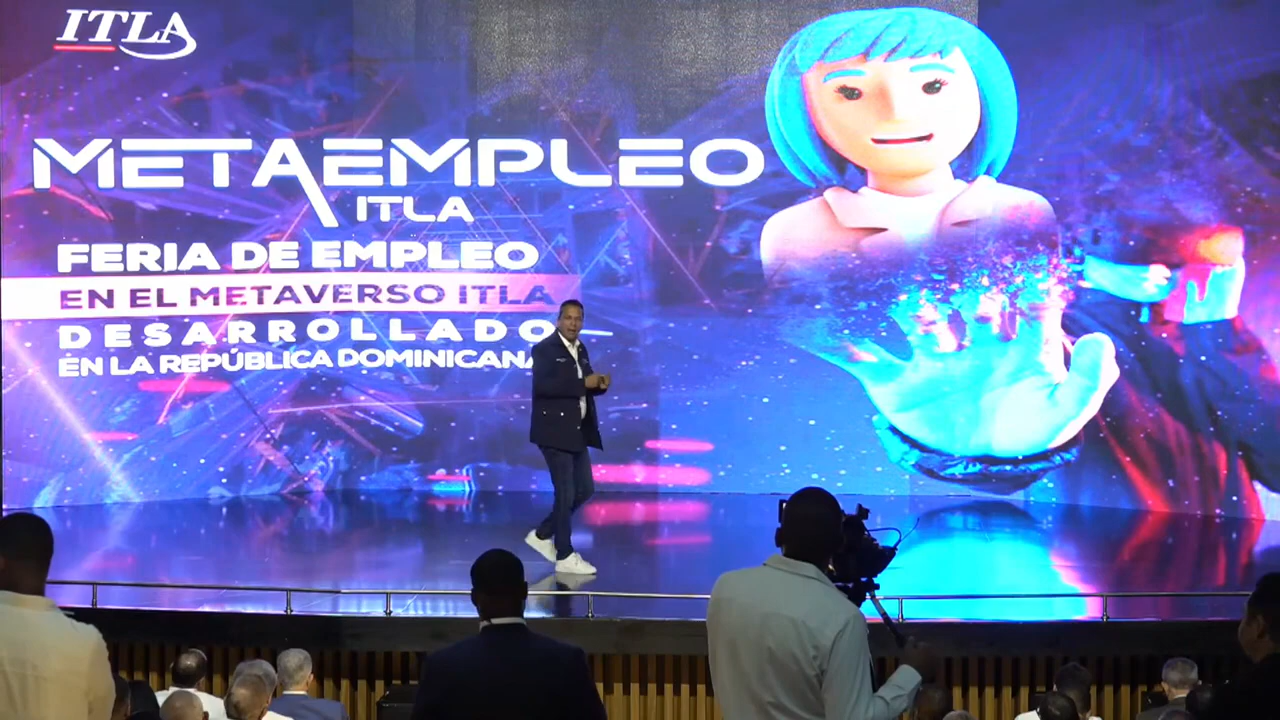 ITLA
METAEMPLEO
ITLA
FERIA DE EMPLEO
EN EL METAVERSO ITLA
DESARROLLADO
EN LA REPÚBLICA DOMINICANA